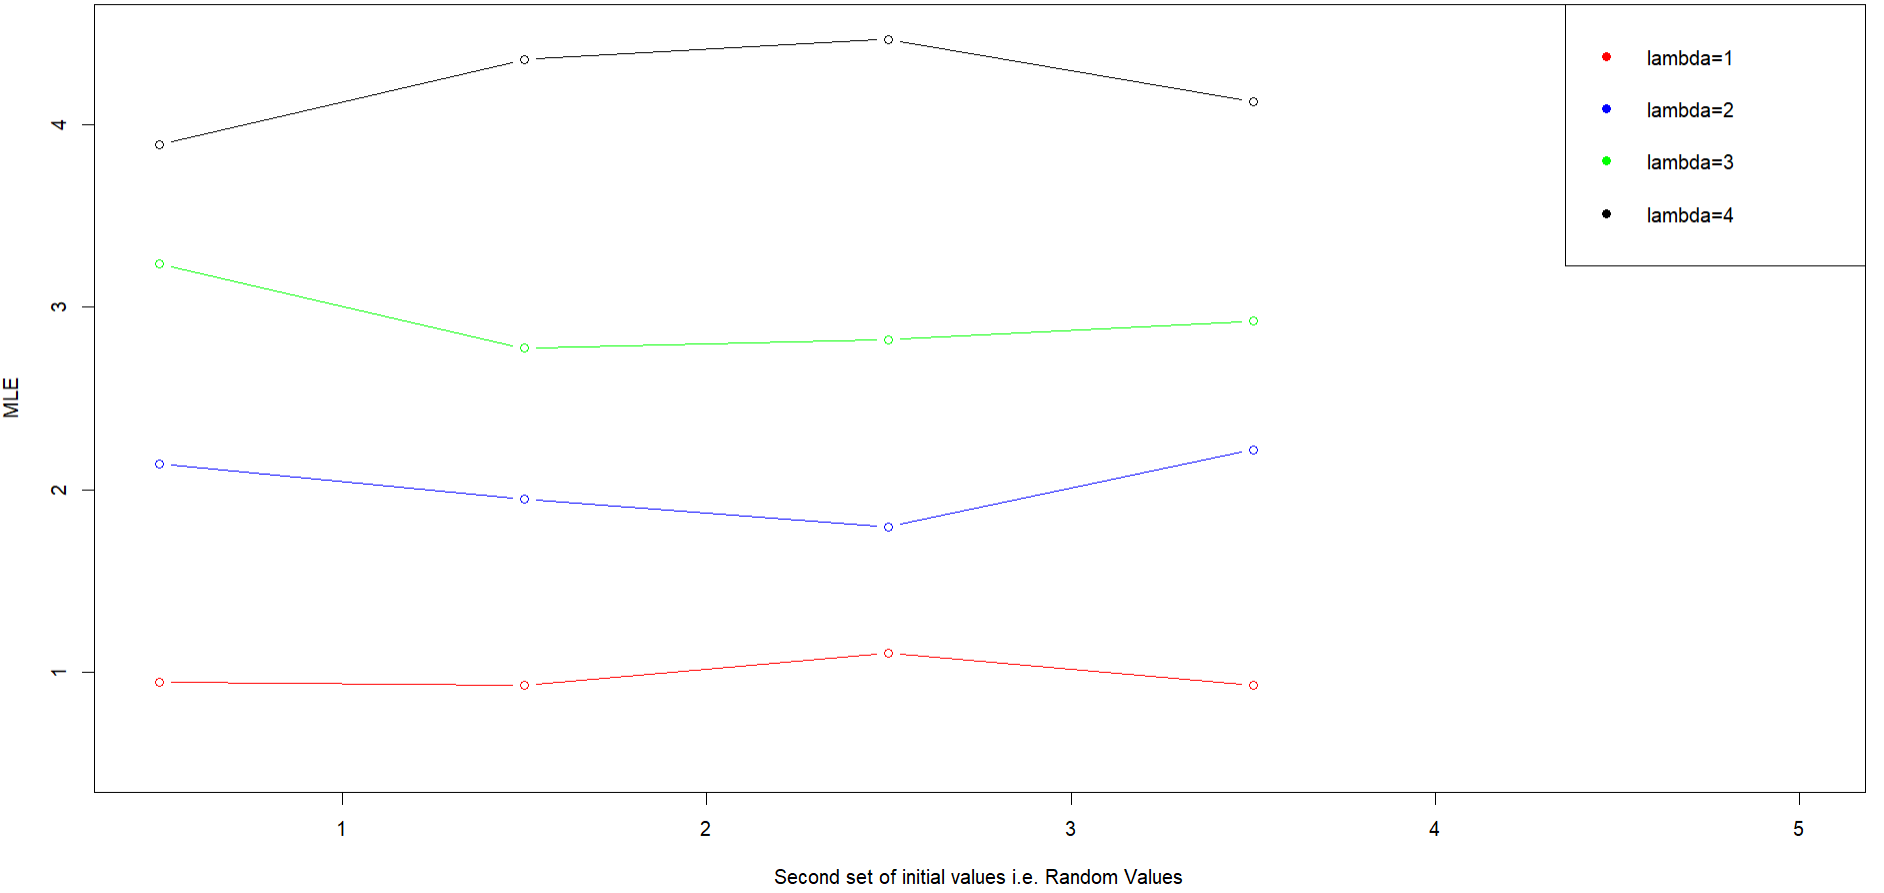 lambda=1
lambda=2
lambda=3
lambda=4
4
3
2
1
MLE
1 2 3 4 5
Second set of initial values i.e. Random Values